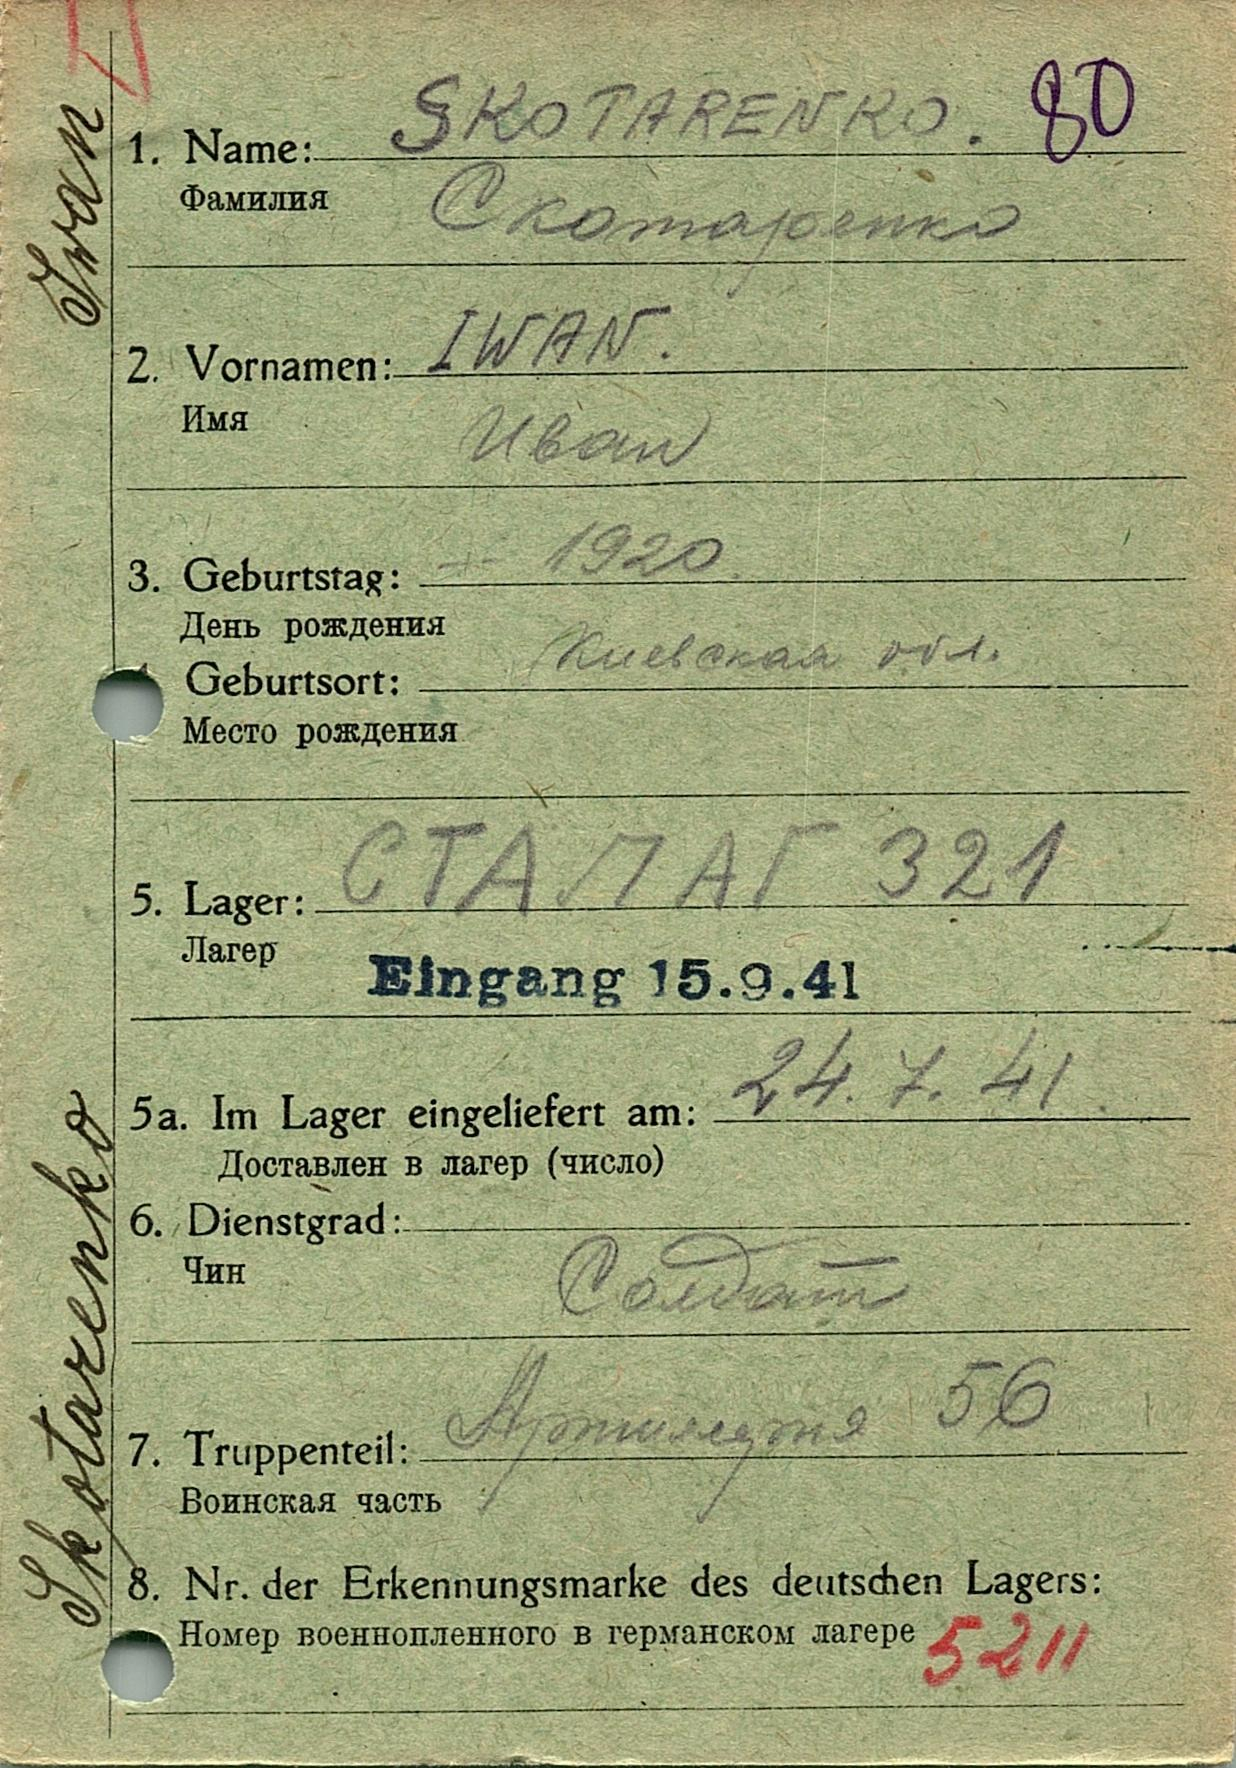 80
1. Name: SKOTARENKO.
Фамилия Скотаренко
2. Vornamen: IWAN.
Имя Иван
3. Geburtstag: 1920
День рождения
Geburtsort: Киевская обл.
Место рождения
5. Lager: СТАЛАГ 321
Лагер
Eingang 15.9.41
5a. Im Lager eingeliefert am: 24. 7. 41
Доставлен в лагер (число)
6. Dienstgrad:
Чин Солдат
7. Truppenteil: Артилерия 56
Воинская часть
8. Nr. der Erkennungsmarke des deutschen Lagers:
Номер военнопленного в германском лагере 5211
Skotarenko Iwan